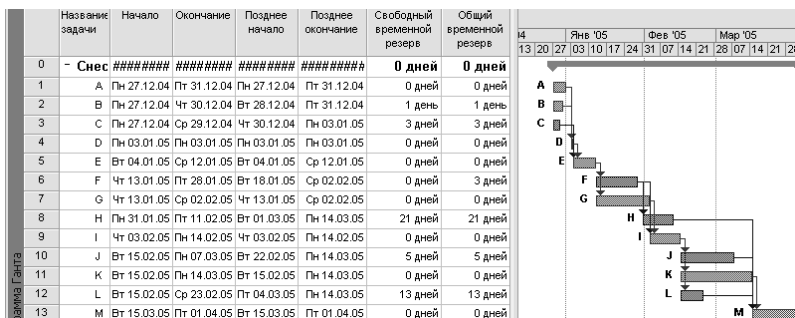 Название задачи Начало Окончание Позднее начало Позднее окончание Свободный временной резерв Общий временной резерв
Янв '05 Фев '05 Мар '05
13 20 27 03 10 17 24 31 07 14 21 28 07 14 21 28
0 − Снес ######## ######## ######## ######## 0 дней 0 дней
1 A Пн 27.12.04 Пт 31.12.04 Пн 27.12.04 Пт 31.12.04 0 дней 0 дней A
2 B Пн 27.12.04 Чт 30.12.04 Вт 28.12.04 Пт 31.12.04 1 день 0 дней B
3 C Пн 27.12.04 Ср 29.12.04 Чт 30.12.04 Пн 03.01.05 3 дней 3 дней C
4 D Пн 03.01.05 Пн 03.01.05 Пн 03.01.05 Пн 03.01.05 0 дней 0 дней D
5 E Вт 04.01.05 Ср 12.01.05 Вт 04.01.05 Ср 12.01.05 0 дней 0 дней E
6 F Чт 13.01.05 Пт 28.01.05 Вт 18.01.05 Ср 02.02.05 0 дней 3 дней F
7 G Чт 13.01.05 Ср 02.02.05 Чт 13.01.05 Ср 02.02.05 0 дней 0 дней G
8 H Пн 31.01.05 Пт 11.02.05 Вт 01.03.05 Пн 14.03.05 21 дней 21 дней H
9 I Чт 03.02.05 Пн 14.02.05 Чт 03.02.05 Пн 14.02.05 0 дней 0 дней I
10 J Вт 15.02.05 Пн 07.03.05 Вт 22.02.05 Пн 14.03.05 5 дней 5 дней J
11 K Вт 15.02.05 Пн 14.03.05 Вт 15.02.05 Пн 14.03.05 0 дней 0 дней K
12 L Вт 15.02.05 Ср 23.02.05 Пт 04.03.05 Пн 14.03.05 13 дней 13 дней L
13 M Вт 15.03.05 Пт 01.04.05 Вт 15.03.05 Пт 01.04.05 0 дней 0 дней M
рамма Ганта